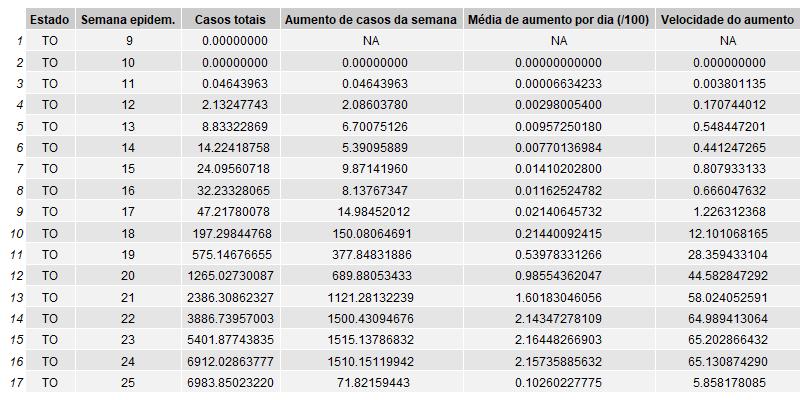 Estado Semana epidem. Casos totais Aumento de casos da semana Média de aumento por dia (/100) Velocidade do aumento
1 TO 9 0.00000000 NA NA NA
2 TO 10 0.00000000 0.00000000 0.00000000000 0.000000000
3 TO 11 0.04643963 0.04643963 0.00006634233 0.003801135
4 TO 12 2.13247743 2.08603780 0.00298005400 0.170744012
5 TO 13 8.83322869 6.70075126 0.00957250180 0.548447201
6 TO 14 14.22418758 5.39095889 0.00770136984 0.441247265
7 TO 15 24.09560718 9.87141960 0.01410202800 0.807933133
8 TO 16 32.23328065 8.13767347 0.01162524782 0.666047632
9 TO 17 47.21780078 14.98452012 0.02140645732 1.226312368
10 TO 18 197.29844768 150.08064691 0.21440092415 12.101068165
11 TO 19 575.14676655 377.84831886 0.53978331266 28.359433104
12 TO 20 1265.02730087 689.88053433 0.98554362047 44.582847292
13 TO 21 2386.30862327 1121.28132239 1.60183046056 58.024052591
14 TO 22 3886.73957003 1500.43094676 2.14347278109 64.989413064
15 TO 23 5401.87743835 1515.13786832 2.16448266903 65.202866432
16 TO 24 6912.02863777 1510.15119942 2.15735885632 65.130874290
17 TO 25 6983.85023220 71.82159443 0.10260227775 5.858178085